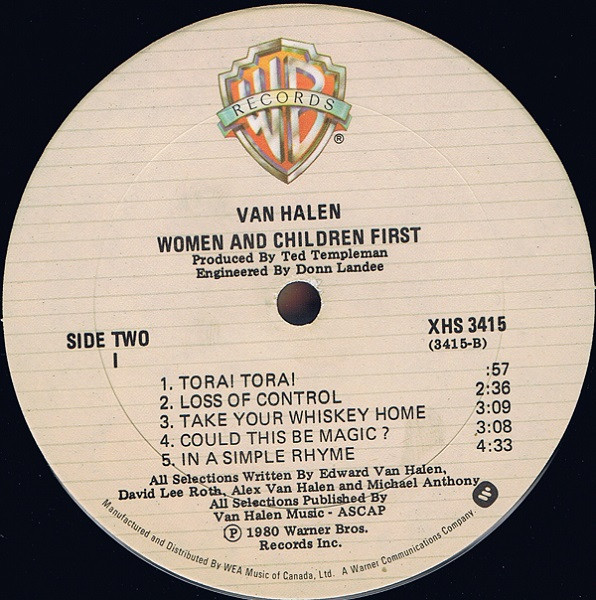 WB
RECORDS
®
VAN HALEN
WOMEN AND CHILDREN FIRST
Produced By Ted Templeman
Engineered By Donn Landee
SIDE TWO
I
XHS 3415
(3415-B)
1. TORA! TORA! :57
2. LOSS OF CONTROL 2:36
3. TAKE YOUR WHISKEY HOME 3:09
4. COULD THIS BE MAGIC ? 3:08
5. IN A SIMPLE RHYME 4:33
All Selections Written By Edward Van Halen,
David Lee Roth, Alex Van Halen and Michael Anthony
All Selections Published By
Van Halen Music - ASCAP
℗ 1980 Warner Bros.
Records Inc.
Manufactured and Distributed By WEA Music of Canada, Ltd. A Warner Communications Company.